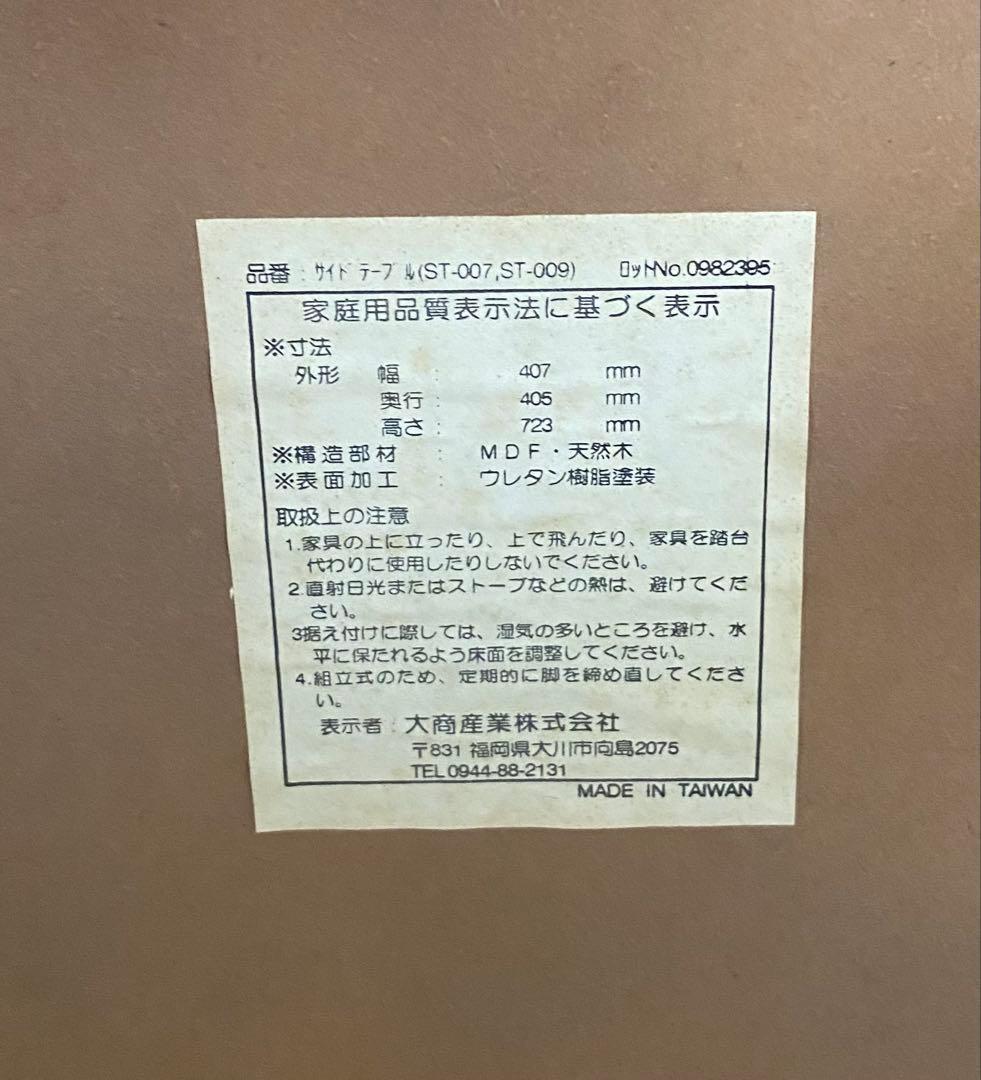 品番：ｻｲﾄﾞﾃｰﾌﾞﾙ(ST-007,ST-009) ﾛｯﾄNo.0982395
家庭用品質表示法に基づく表示
※寸法
外形 幅 : 407 mm
奥行 : 405 mm
高さ : 723 mm
※構造部材 : MDF・天然木
※表面加工 : ウレタン樹脂塗装
取扱上の注意
1.家具の上に立ったり、上で飛んだり、家具を踏台
代わりに使用したりしないでください。
2.直射日光またはストーブなどの熱は、避けてくだ
さい。
3据え付けに際しては、湿気の多いところを避け、水
平に保たれるよう床面を調整してください。
4.組立式のため、定期的に脚を締め直してくださ
い。
表示者：大商産業株式会社
〒831 福岡県大川市向島2075
TEL0944-88-2131
MADE IN TAIWAN